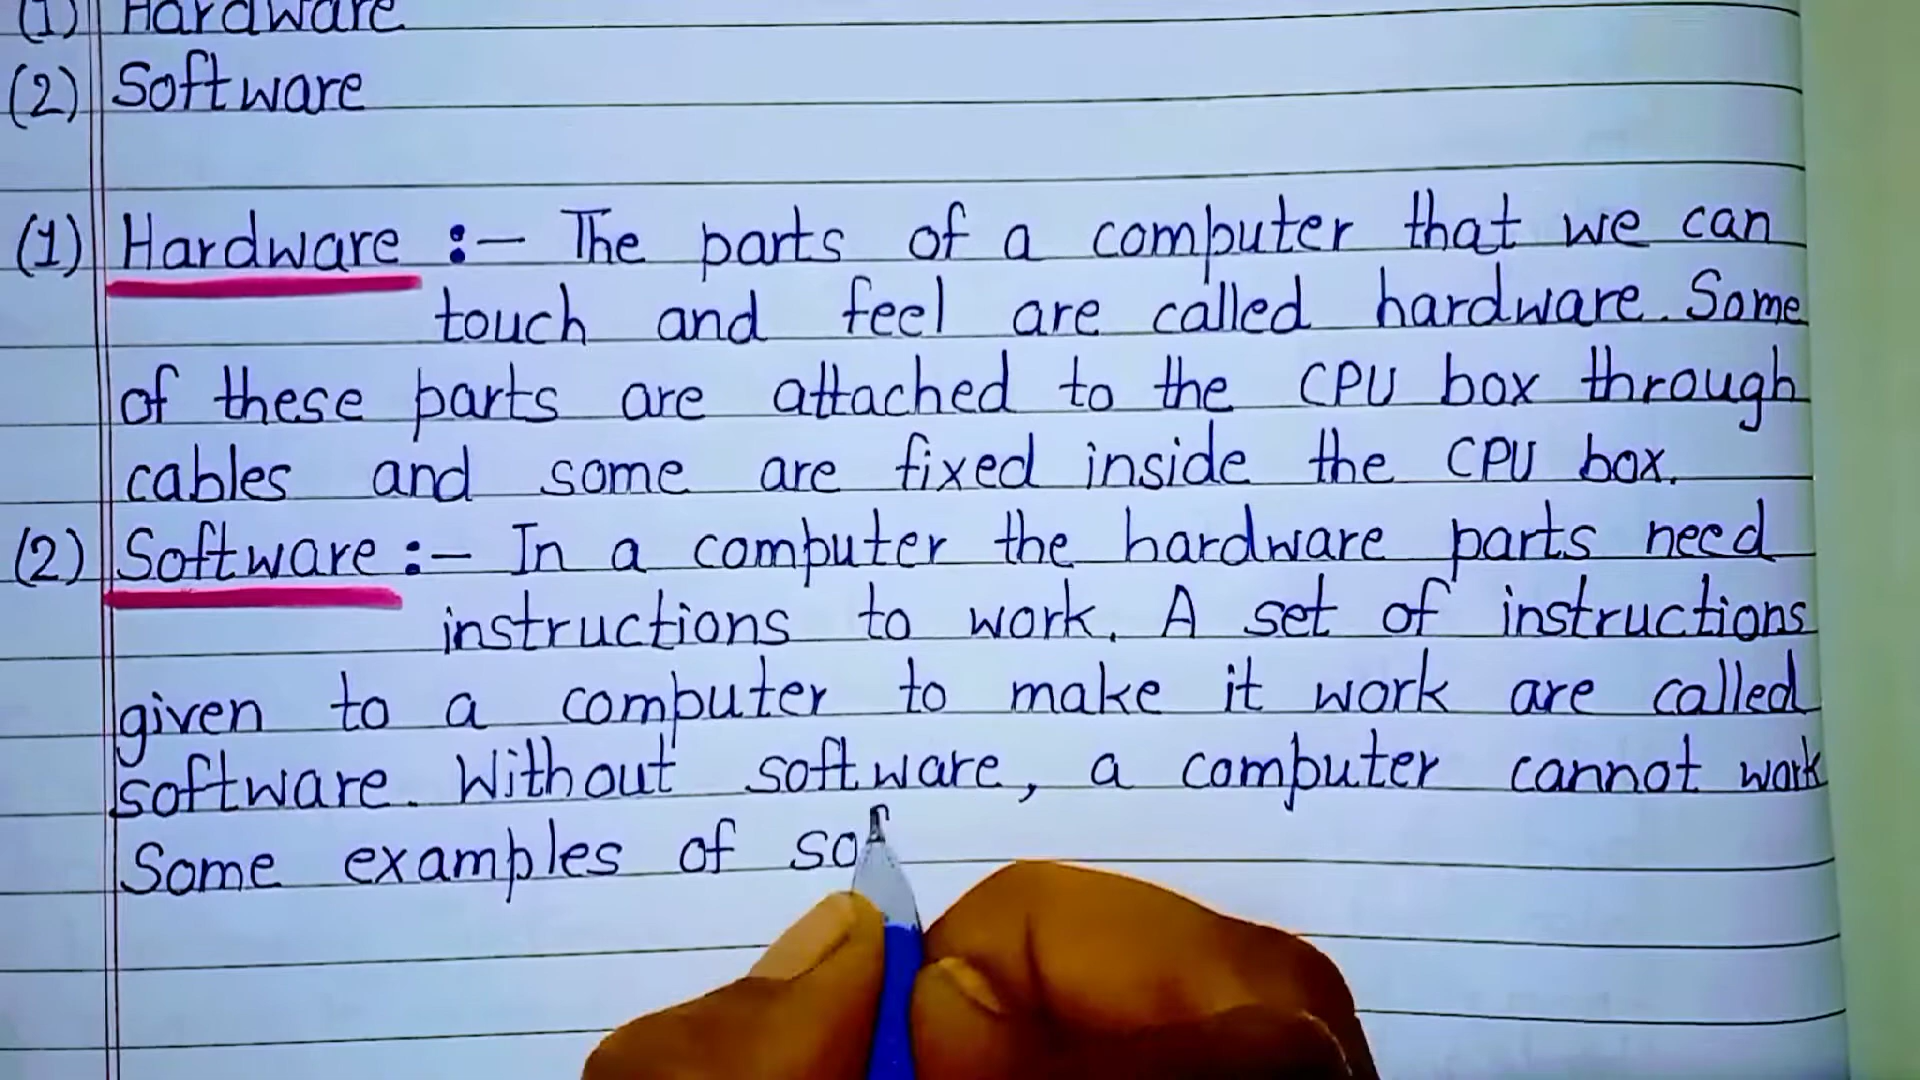 (1) Hardware
(2) Software
(1) Hardware :- The parts of a computer that we can
touch and feel are called hardware. Some
of these parts are attached to the CPU box through
cables and some are fixed inside the CPU box.
(2) Software :- In a computer the hardware parts need
instructions to work. A set of instructions
given to a computer to make it work are called
software. Without software, a computer cannot work
Some examples of sof